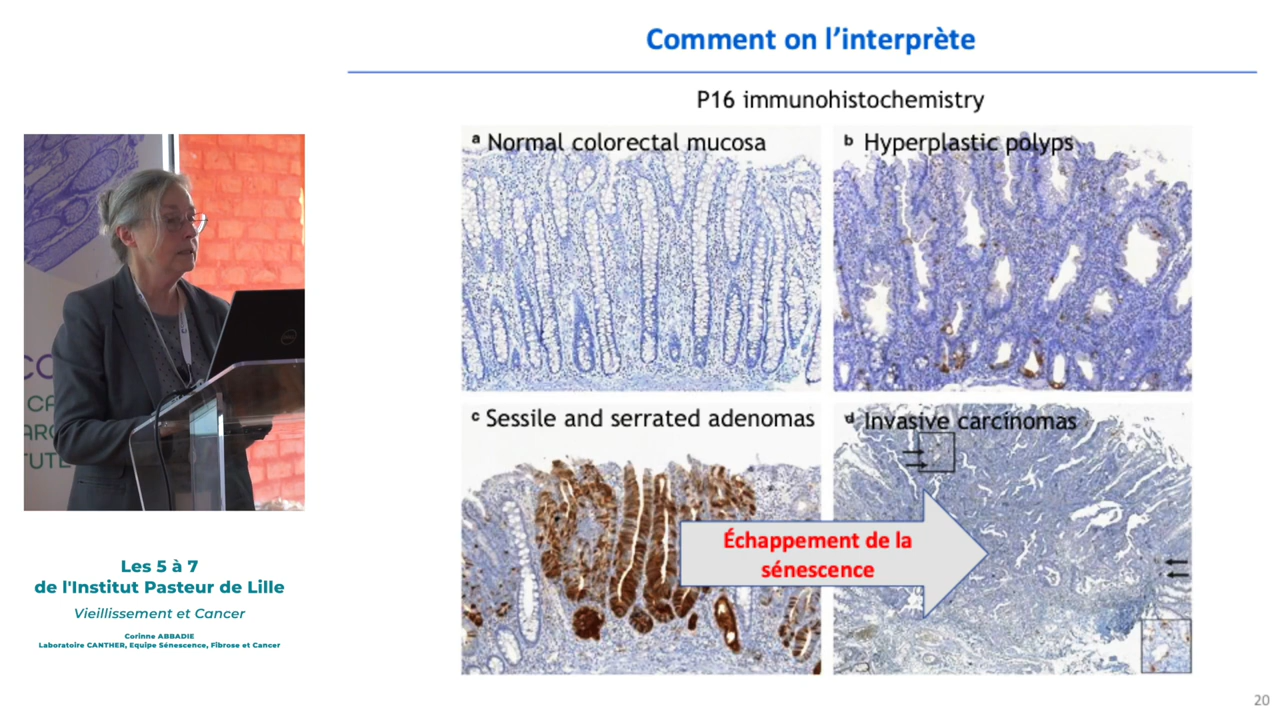 Comment on l'interprète
P16 immunohistochemistry
a Normal colorectal mucosa
b Hyperplastic polyps
c Sessile and serrated adenomas
d Invasive carcinomas
Échappement de la
sénescence
Les 5 à 7
de l'Institut Pasteur de Lille
Vieillissement et Cancer
Corinne ABBADIE
Laboratoire CANTHER, Equipe Sénescence, Fibrose et Cancer
20